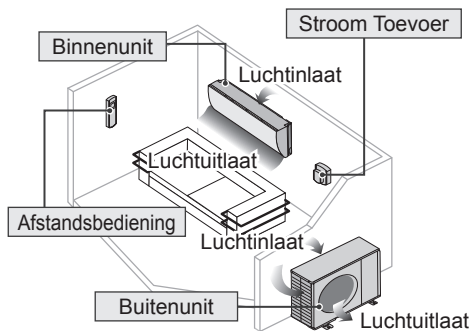 Stroom Toevoer
Binnenunit
Luchtinlaat
Luchtuitlaat
Afstandsbediening
Luchtinlaat
Buitenunit
Luchtuitlaat